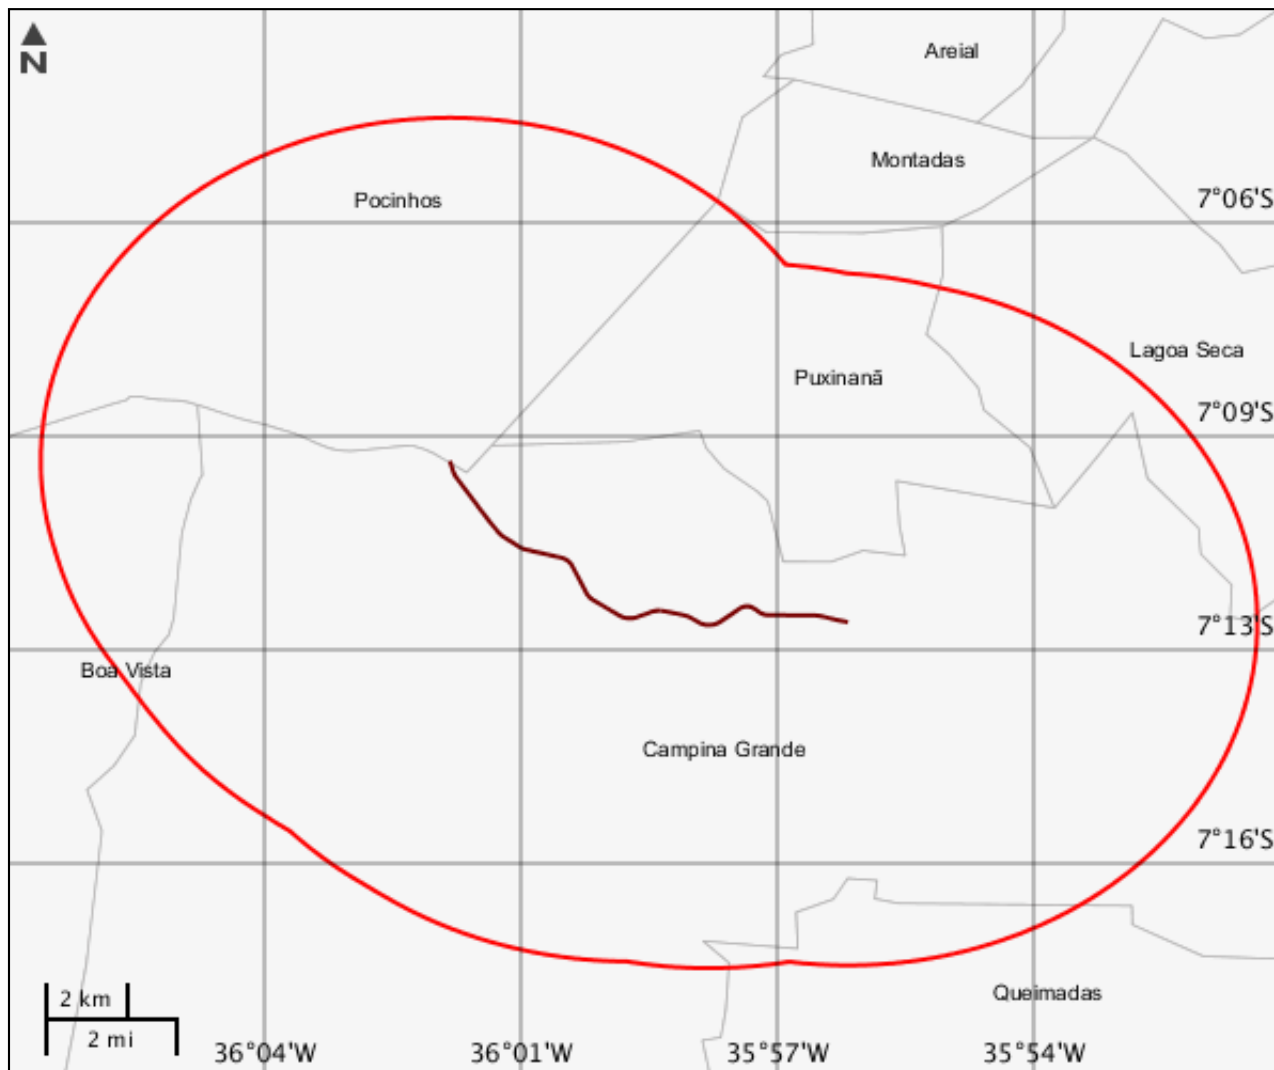 N
Areial
Montadas
Pocinhos
7°06'S
Lagoa Seca
Puxinanã
7°09'S
7°13'S
Boa Vista
Campina Grande
7°16'S
Queimadas
2 km
2 mi
36°04'W
36°01'W
35°57'W
35°54'W